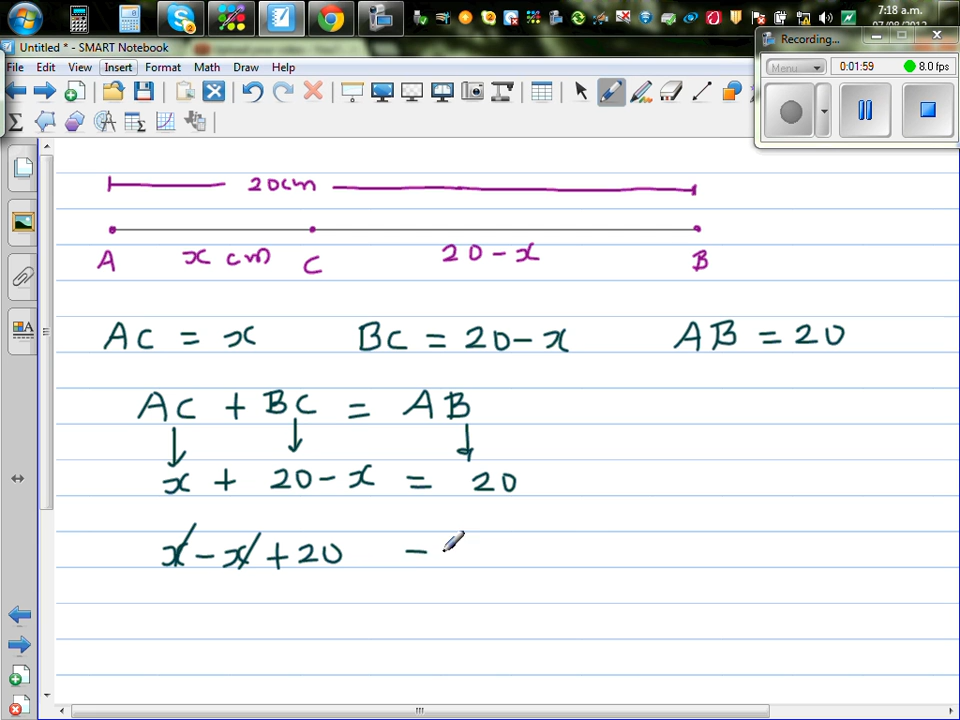 7:18 a.m.
Untitled * - SMART Notebook
Recording...
File Edit View Insert Format Math Draw Help
Menu 0:01:59 8.0 fps
20cm
A x cm C 20-x B
AC = x BC = 20-x AB = 20
AC + BC = AB
x + 20-x = 20
x - x + 20 -